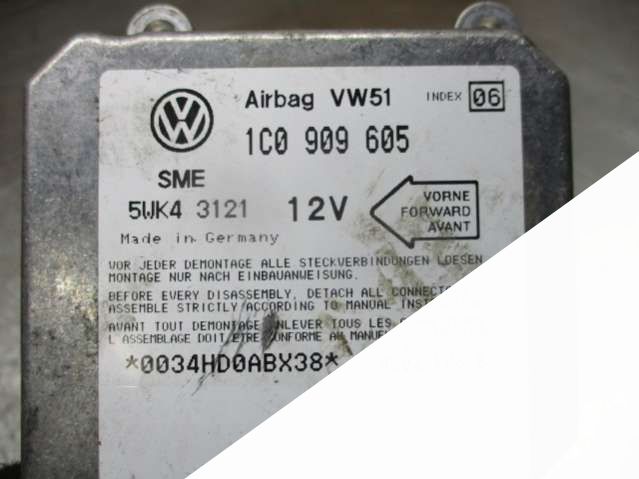 Airbag VW51 INDEX 06
1C0 909 605
SME
5WK4 3121 12V
VORNE
FORWARD
AVANT
Made in Germany
VOR JEDER DEMONTAGE ALLE STECKVERBINDUNGEN LOESEN
MONTAGE NUR NACH EINBAUANWEISUNG.
BEFORE EVERY DISASSEMBLY, DETACH ALL
ASSEMBLE STRICTLY ACCORDING TO MANUAL
AVANT TOUT DEMONTAGE ENLEVER TOUS LES
L'ASSEMBLAGE DOIT ETRE CONFORME AU
*0034HD0ABX38*